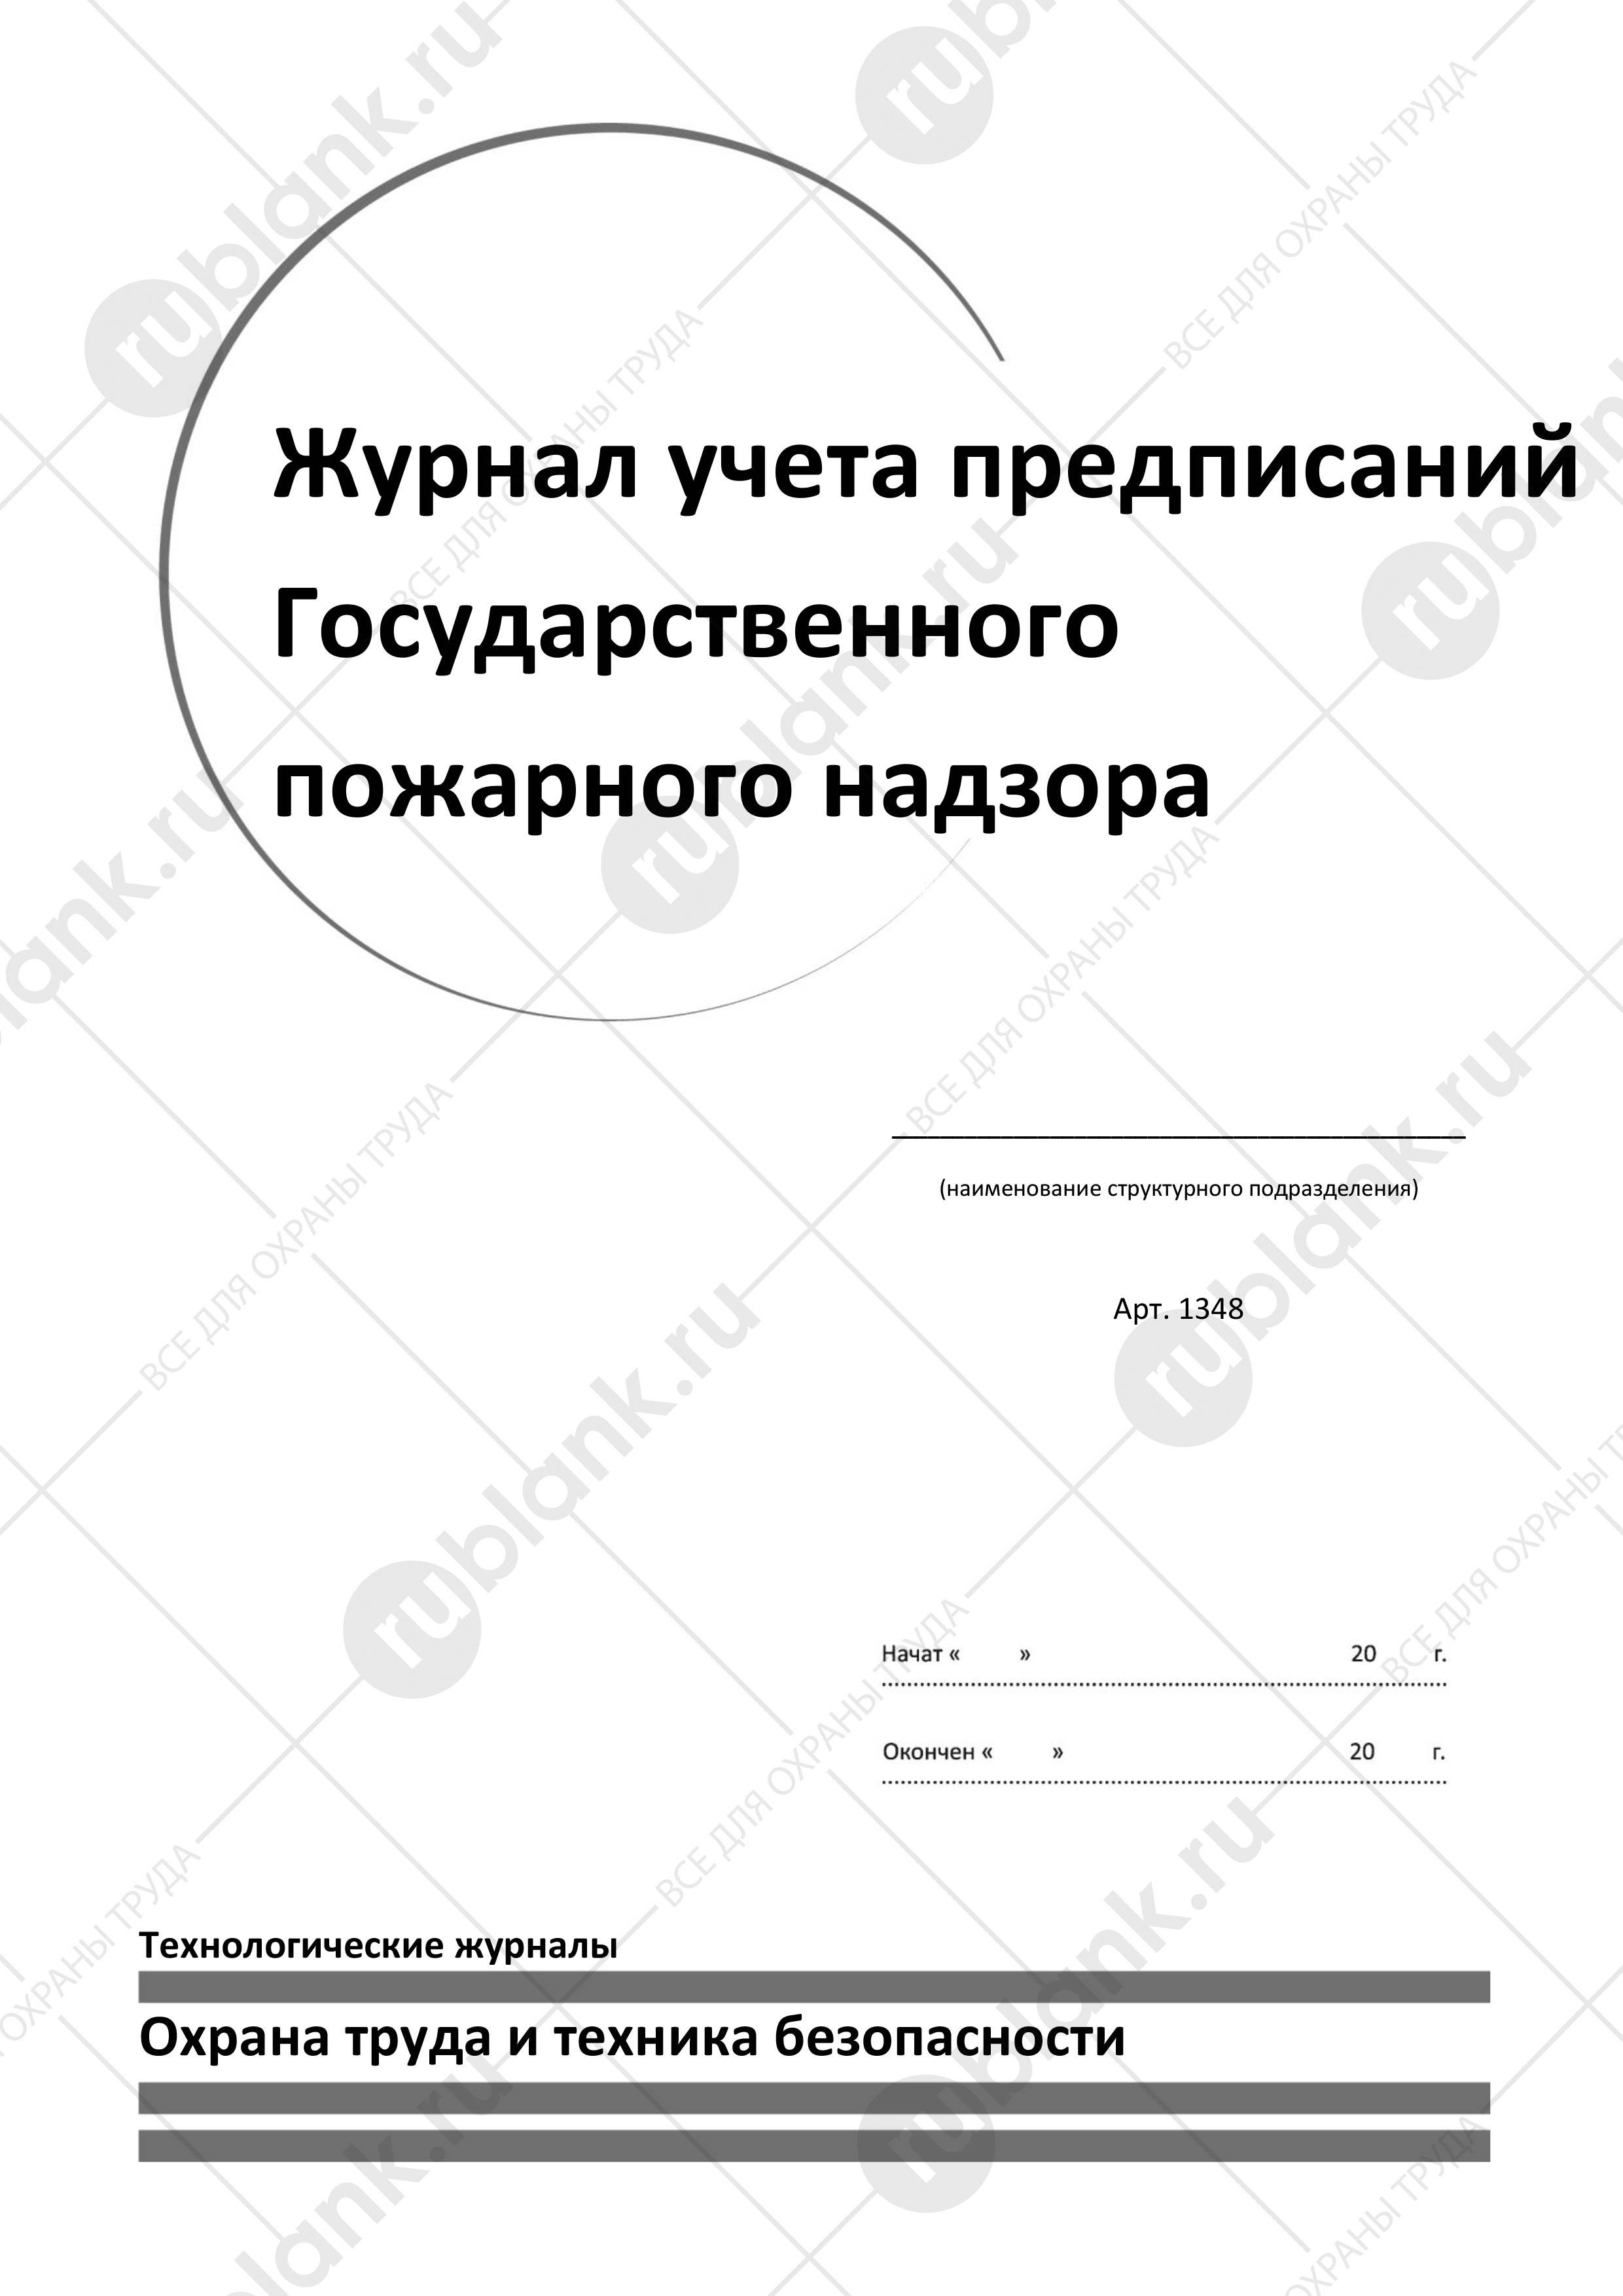 Журнал учета предписаний
Государственного
пожарного надзора
(наименование структурного подразделения)
Арт. 1348
Начат « » 20 г.
Окончен « » 20 г.
Технологические журналы
Охрана труда и техника безопасности
rublank.ru
ВСЕ ДЛЯ ОХРАНЫ ТРУДА